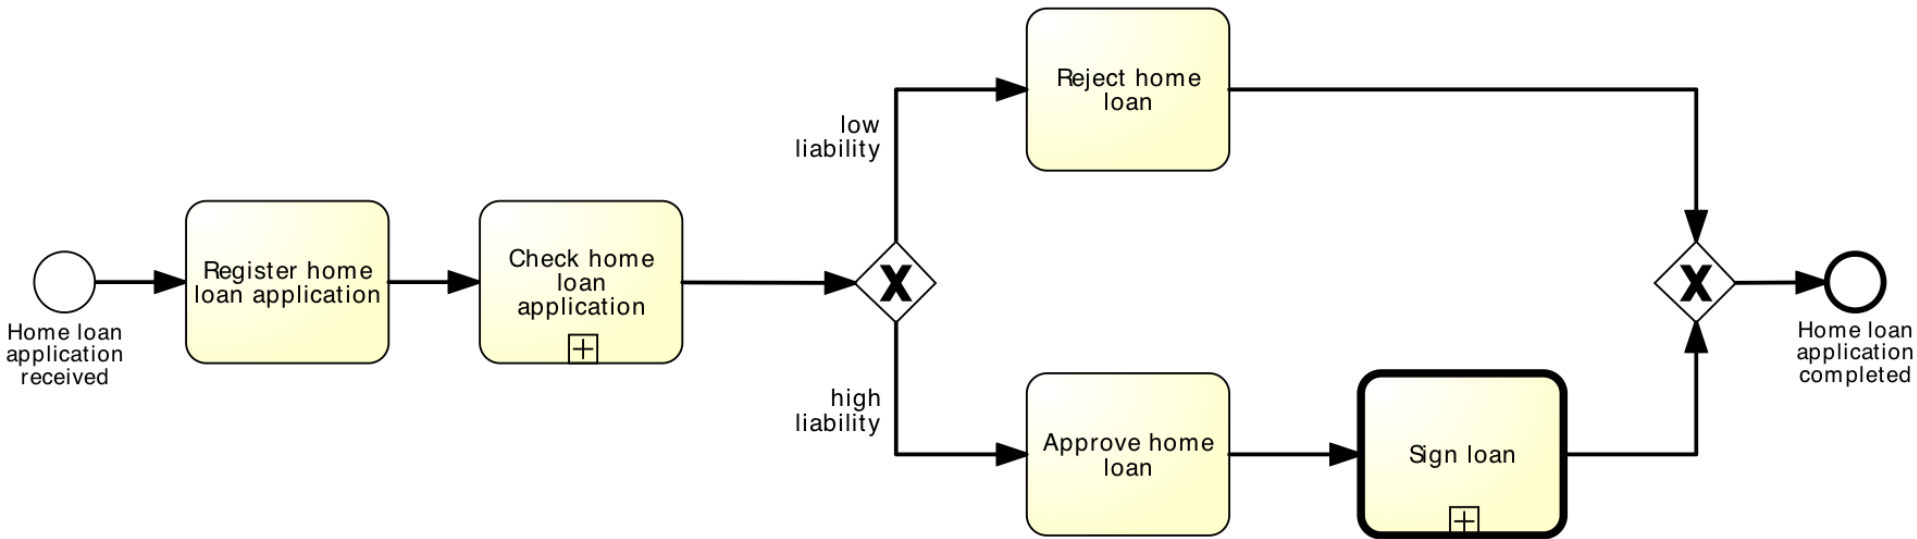 Home loan
application
received
Register home
loan application
Check home
loan
application
low
liability
high
liability
Reject home
loan
Approve home
loan
Sign loan
Home loan
application
completed